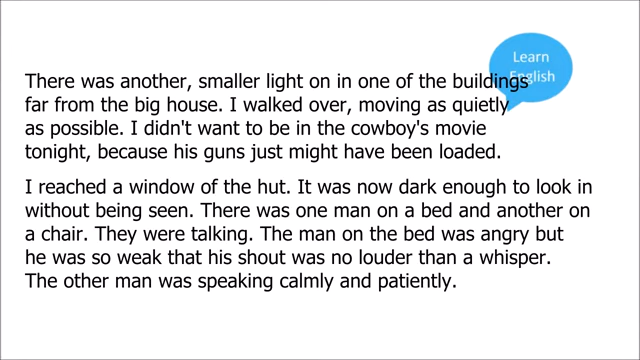 Learn
English
There was another, smaller light on in one of the buildings
far from the big house. I walked over, moving as quietly
as possible. I didn't want to be in the cowboy's movie
tonight, because his guns just might have been loaded.
I reached a window of the hut. It was now dark enough to look in
without being seen. There was one man on a bed and another on
a chair. They were talking. The man on the bed was angry but
he was so weak that his shout was no louder than a whisper.
The other man was speaking calmly and patiently.